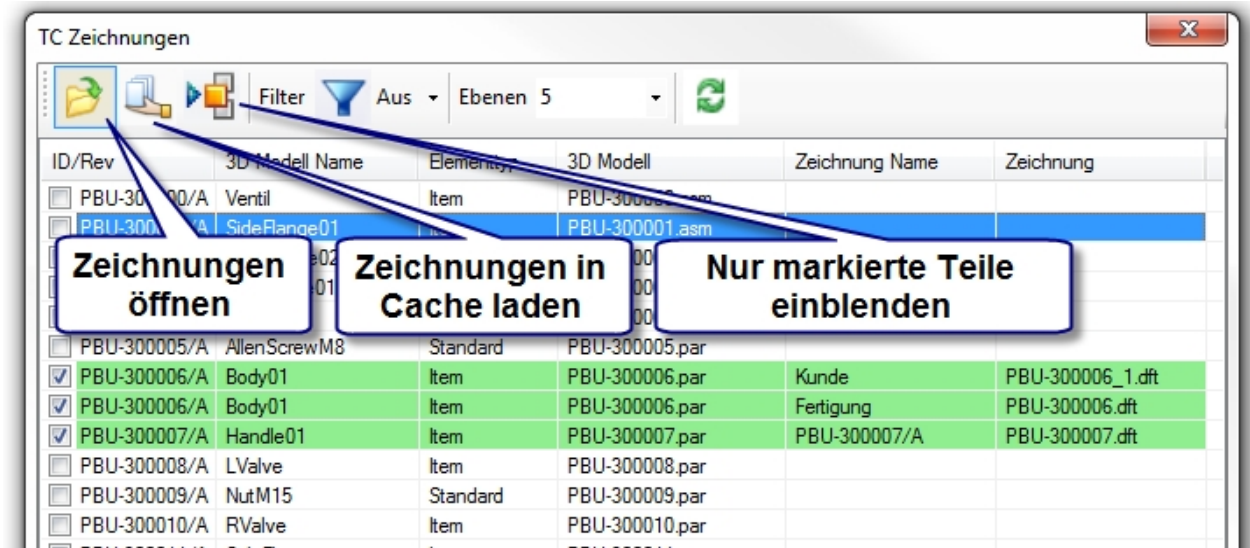 TC Zeichnungen
Filter Aus Ebenen 5
ID/Rev 3D Modell Name Elementtyp 3D Modell Zeichnung Name Zeichnung
Ventil Item
SideFlange01 PBU-300001.asm
Zeichnungen öffnen
Zeichnungen in Cache laden
Nur markierte Teile einblenden
PBU-300005/A AllenScrewM8 Standard PBU-300005.par
PBU-300006/A Body01 Item PBU-300006.par Kunde PBU-300006_1.dft
PBU-300006/A Body01 Item PBU-300006.par Fertigung PBU-300006.dft
PBU-300007/A Handle01 Item PBU-300007.par PBU-300007/A PBU-300007.dft
PBU-300008/A LValve Item PBU-300008.par
PBU-300009/A NutM15 Standard PBU-300009.par
PBU-300010/A RValve Item PBU-300010.par